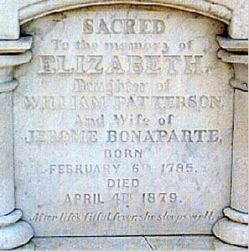 SACRED
To the memory of
ELIZABETH.
Daughter of
WILLIAM PATTERSON.
And Wife of
JEROME BONAPARTE,
BORN
FEBRUARY 6TH 1785.
DIED
APRIL 4TH 1879.
After life's fitful fever she sleeps well.